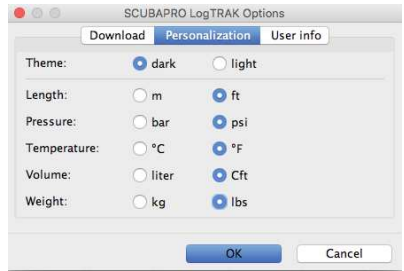 SCUBAPRO LogTRAK Options
Download Personalization User info
Theme: dark light
Length: m ft
Pressure: bar psi
Temperature: °C °F
Volume: liter Cft
Weight: kg lbs
OK Cancel